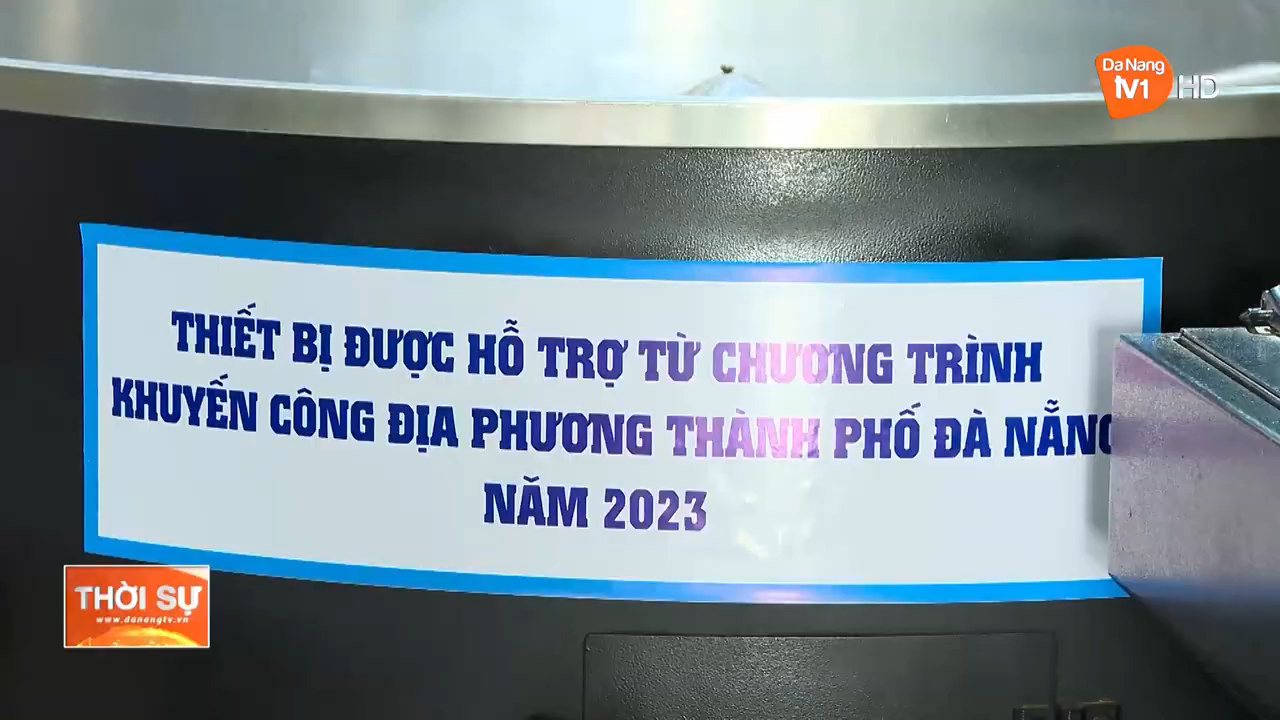 Da Nang
TV1 HD
THIẾT BỊ ĐƯỢC HỖ TRỢ TỪ CHƯƠNG TRÌNH
KHUYẾN CÔNG ĐỊA PHƯƠNG THÀNH PHỐ ĐÀ NẴNG
NĂM 2023
THỜI SỰ
www.danangtv.vn